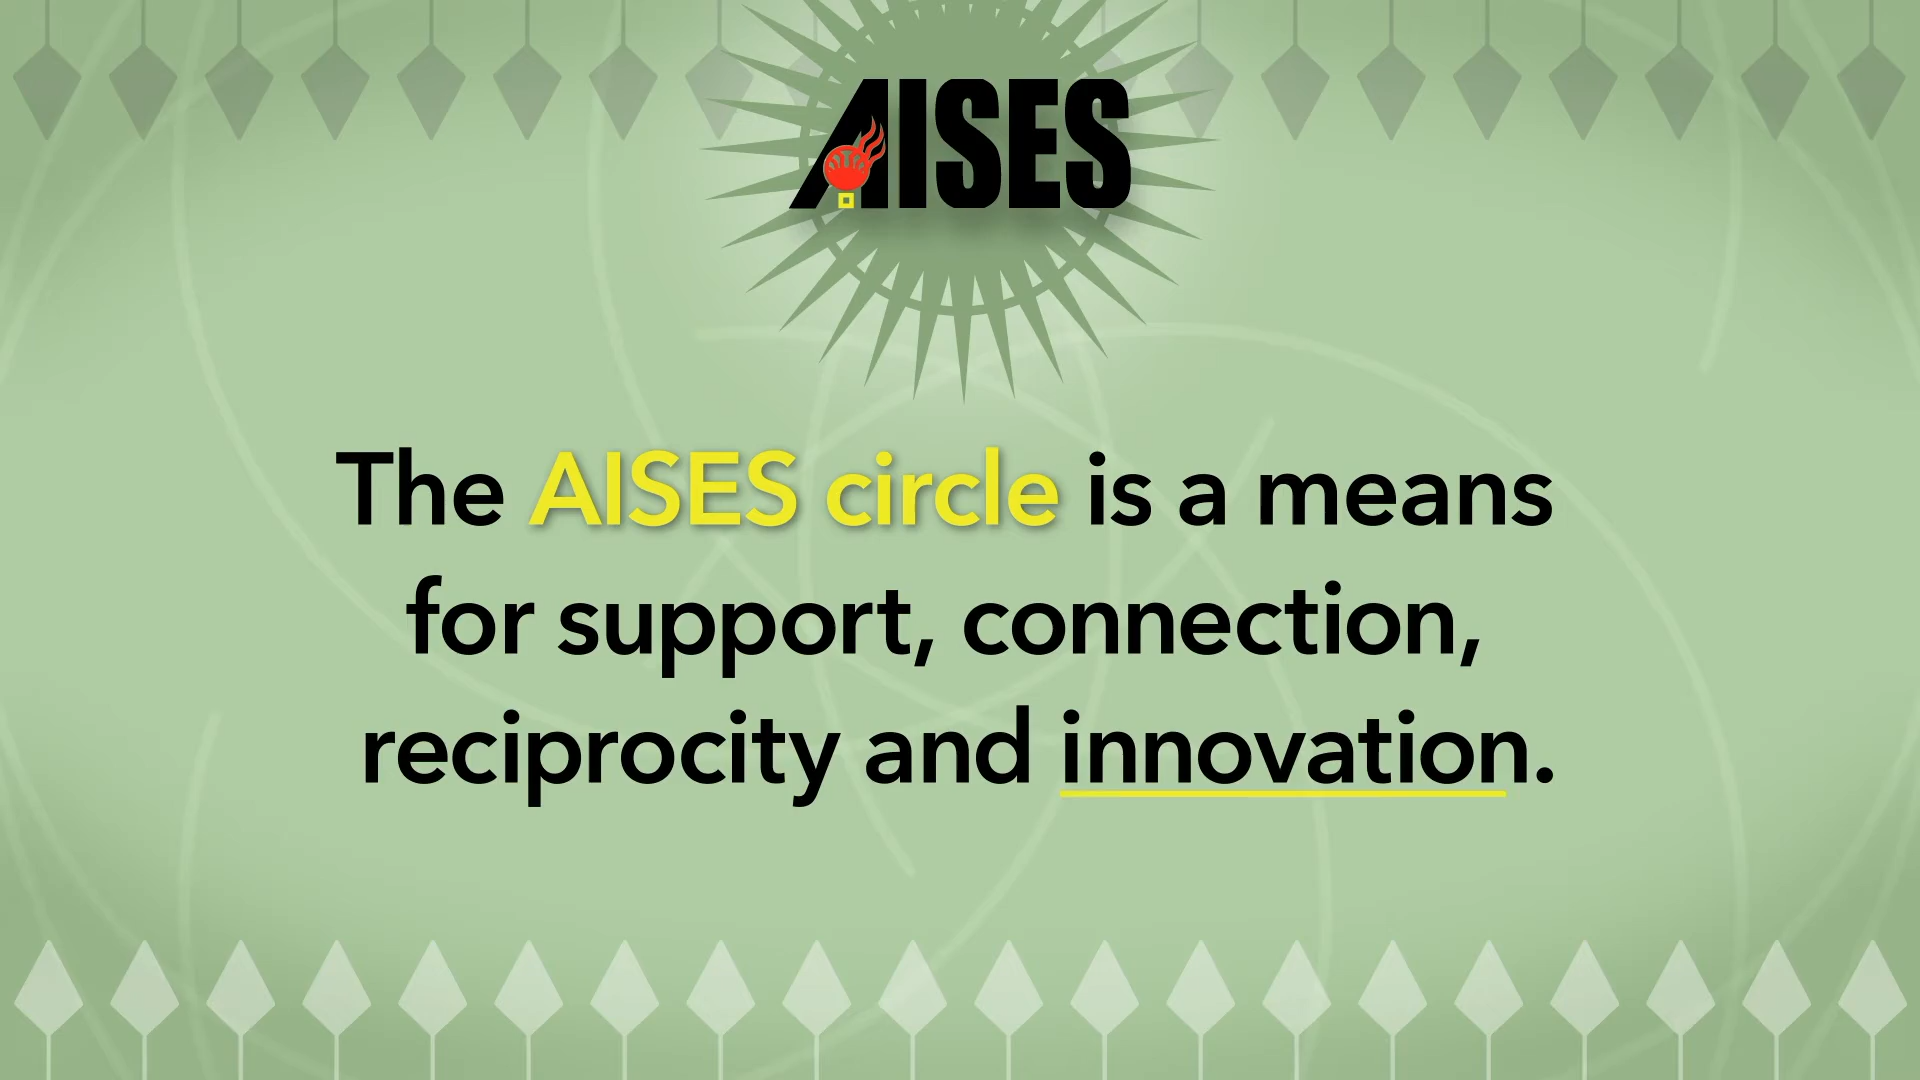 AISES
The AISES circle is a means
for support, connection,
reciprocity and innovation.